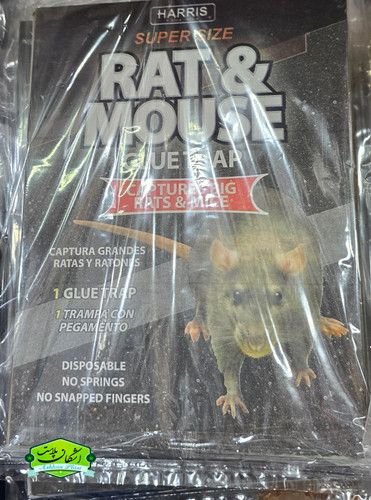 HARRIS
SUPER SIZE
RAT &
MOUSE
GLUE TRAP
CAPTURES BIG
RATS & MICE
CAPTURA GRANDES
RATAS Y RATONES
1 GLUE TRAP
1 TRAMPA CON
PEGAMENTO
DISPOSABLE
NO SPRINGS
NO SNAPPED FINGERS